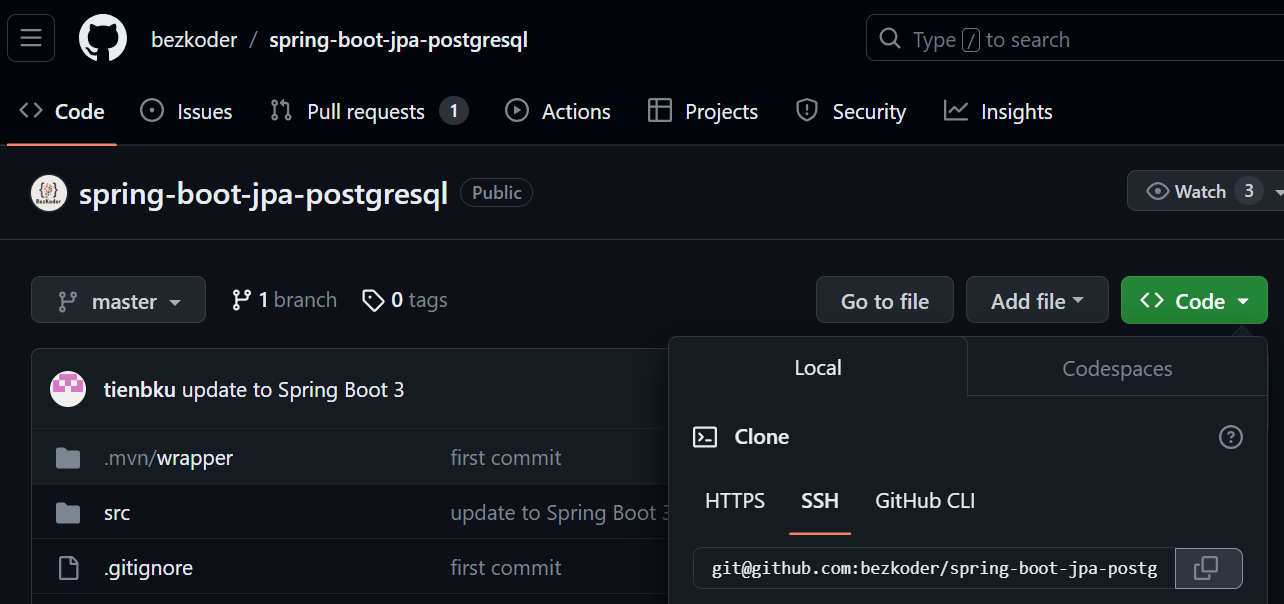 bezkoder / spring-boot-jpa-postgresql
Type / to search
Code Issues Pull requests 1 Actions Projects Security Insights
spring-boot-jpa-postgresql Public
Watch 3
master 1 branch 0 tags
Go to file Add file Code
Local Codespaces
tienbku update to Spring Boot 3
Clone
.mvn/wrapper first commit
HTTPS SSH GitHub CLI
src update to Spring Boot 3
.gitignore first commit
git@github.com:bezkoder/spring-boot-jpa-postg